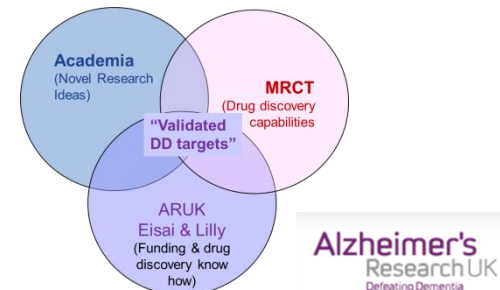 Academia
(Novel Research
Ideas)
MRCT
(Drug discovery
capabilities
“Validated
DD targets”
ARUK
Eisai & Lilly
(Funding & drug
discovery know
how)
Alzheimer's
Research UK
Defeating Dementia